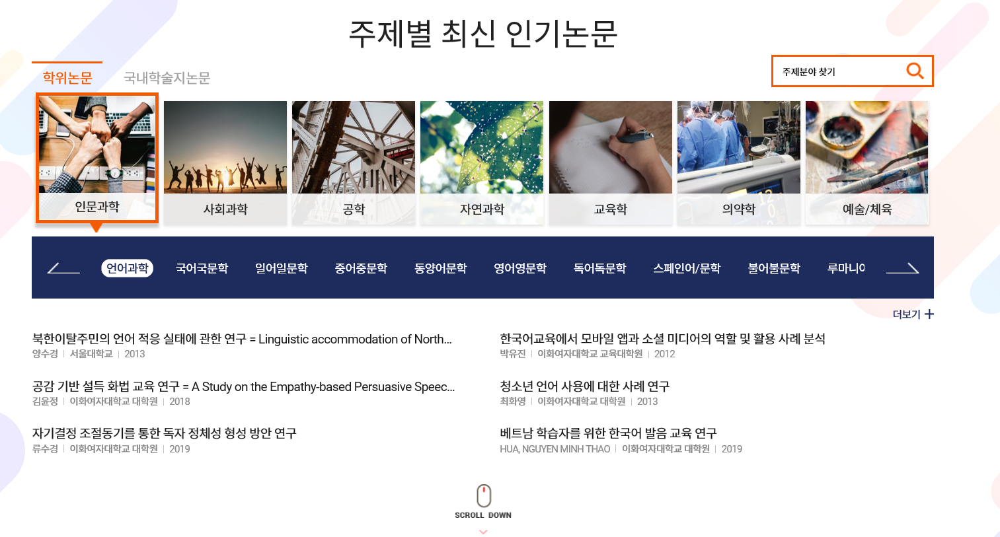 주제별 최신 인기논문
학위논문
국내학술지논문
주제분야 찾기
인문과학
사회과학
공학
자연과학
교육학
의약학
예술/체육
언어과학
국어국문학
일어일문학
중어중문학
동양어문학
영어영문학
독어독문학
스페인어/문학
불어불문학
루마니어
더보기
북한이탈주민의 언어 적응 실태에 관한 연구 = Linguistic accommodation of North...
양수경 | 서울대학교 | 2013
한국어교육에서 모바일 앱과 소셜 미디어의 역할 및 활용 사례 분석
박유진 | 이화여자대학교 교육대학원 | 2012
공감 기반 설득 화법 교육 연구 = A Study on the Empathy-based Persuasive Speec...
김윤정 | 이화여자대학교 대학원 | 2018
청소년 언어 사용에 대한 사례 연구
최화영 | 이화여자대학교 대학원 | 2013
자기결정 조절동기를 통한 독자 정체성 형성 방안 연구
류수경 | 이화여자대학교 대학원 | 2019
베트남 학습자를 위한 한국어 발음 교육 연구
HUA, NGUYEN MINH THAO | 이화여자대학교 대학원 | 2019
SCROLL DOWN